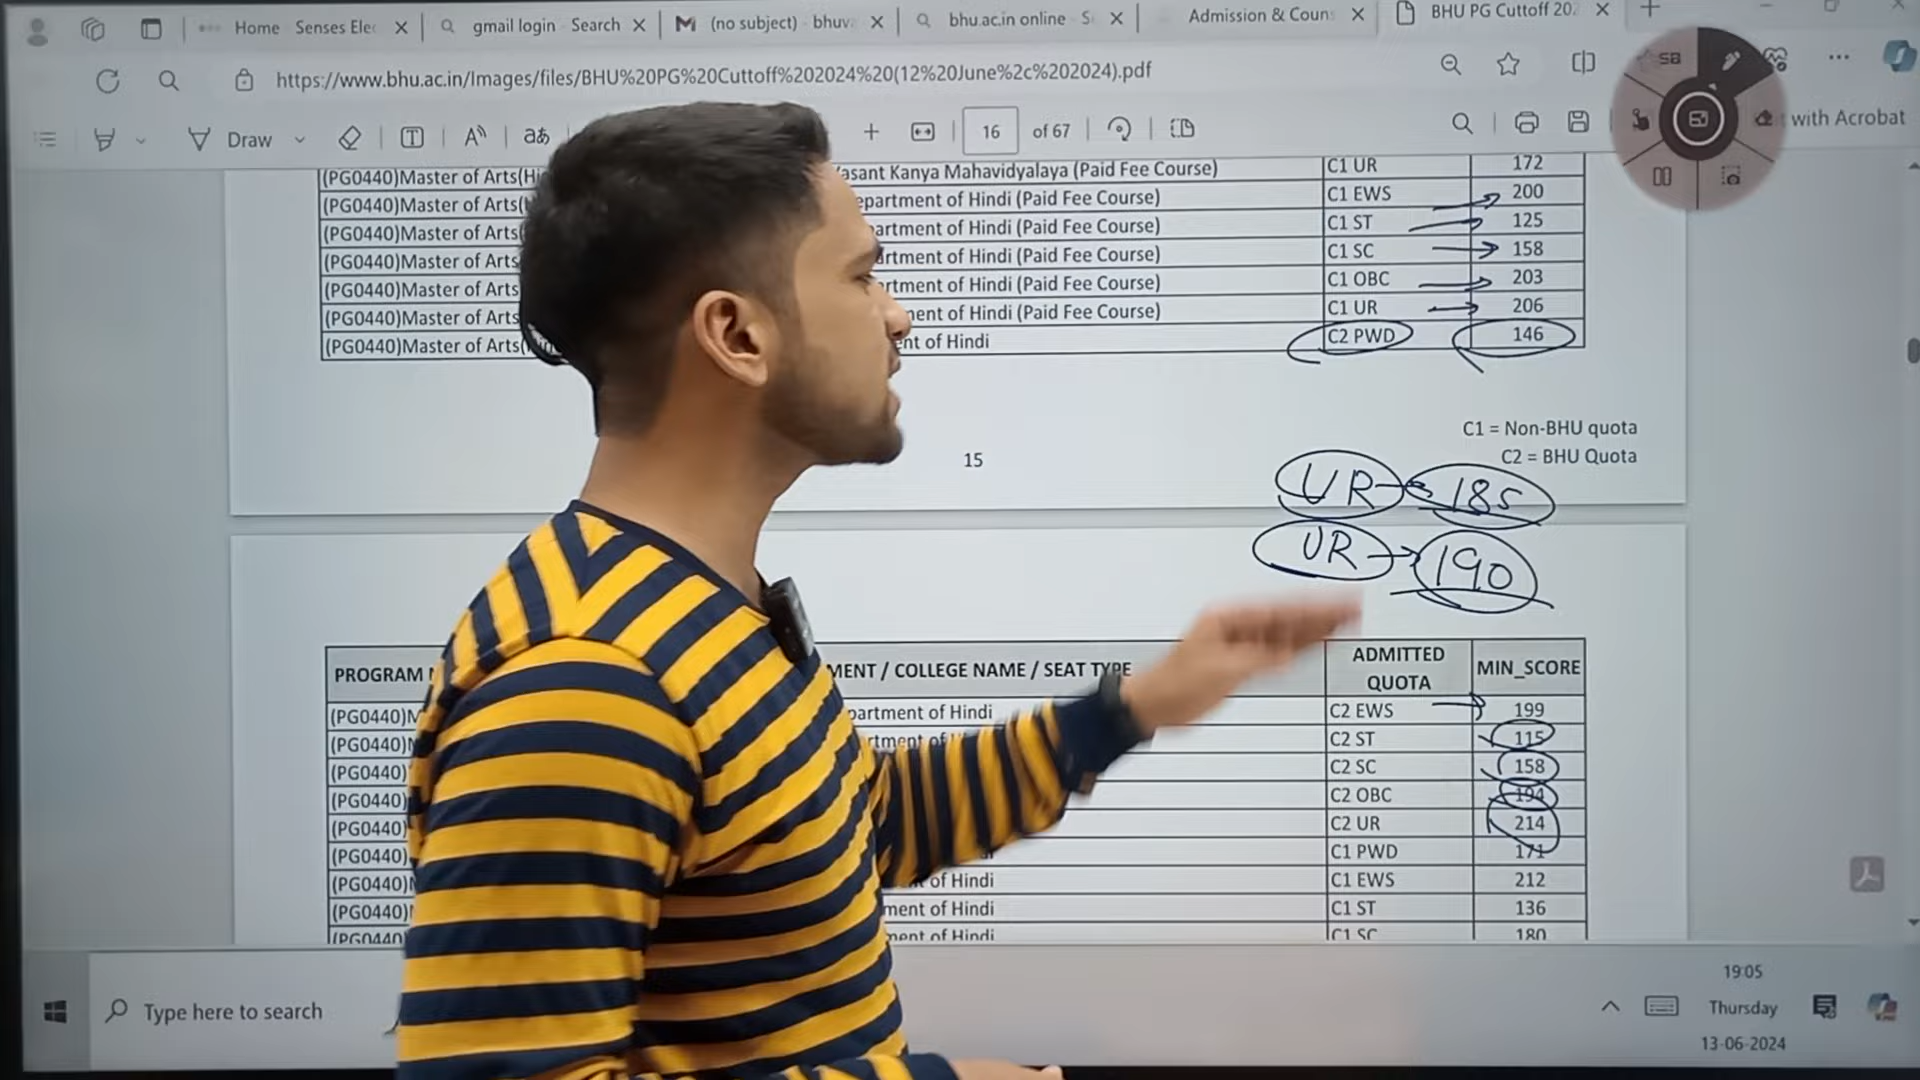 Home - Senses Elec
gmail login - Search
(no subject) - bhuva
bhu.ac.in online - S
Admission & Coun
BHU PG Cuttoff 202
https://www.bhu.ac.in/Images/files/BHU%20PG%20Cuttoff%202024%20(12%20June%2c%202024).pdf
Draw
16 of 67
with Acrobat
(PG0440)Master of Arts(Hi asant Kanya Mahavidyalaya (Paid Fee Course) C1 UR 172
(PG0440)Master of Arts( epartment of Hindi (Paid Fee Course) C1 EWS 200
(PG0440)Master of Arts( artment of Hindi (Paid Fee Course) C1 ST 125
(PG0440)Master of Arts rtment of Hindi (Paid Fee Course) C1 SC 158
(PG0440)Master of Arts rtment of Hindi (Paid Fee Course) C1 OBC 203
(PG0440)Master of Arts ent of Hindi (Paid Fee Course) C1 UR 206
(PG0440)Master of Arts( nt of Hindi C2 PWD 146
C1 = Non-BHU quota
15
C2 = BHU Quota
UR → 185
UR → 190
PROGRAM MENT / COLLEGE NAME / SEAT TYPE ADMITTED QUOTA MIN_SCORE
(PG0440)M partment of Hindi C2 EWS 199
(PG0440) rtment of C2 ST 115
(PG0440) C2 SC 158
(PG0440) C2 OBC 194
(PG0440) C2 UR 214
(PG0440) C1 PWD 171
(PG0440) of Hindi C1 EWS 212
(PG0440) ment of Hindi C1 ST 136
(PG0440) ment of Hindi C1 SC 180
Type here to search
19:05
Thursday
13-06-2024